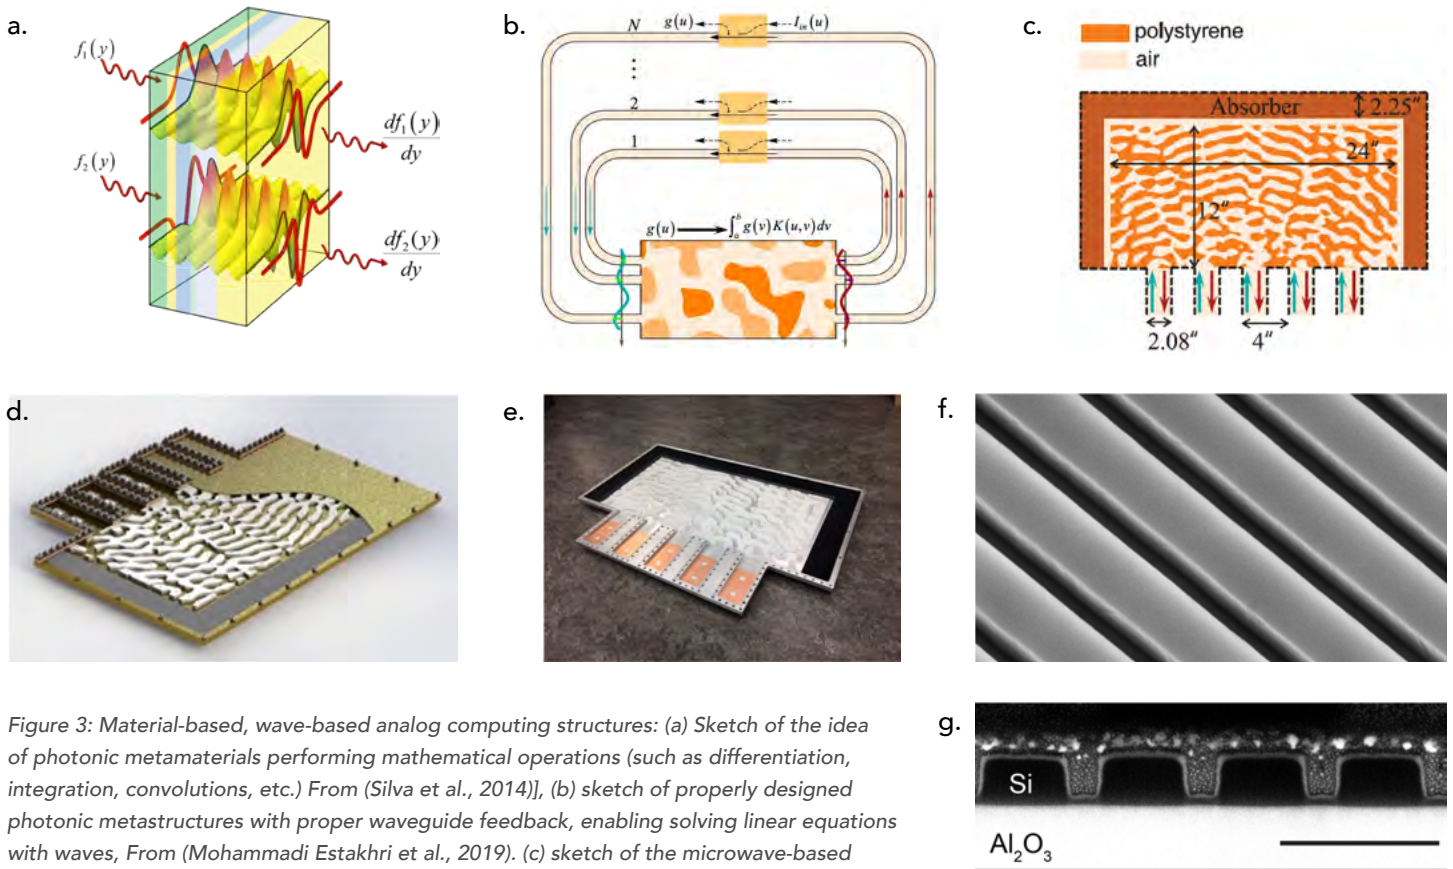 a.
f₁(y)
df₁(y)
dy
f₂(y)
df₂(y)
dy
b.
N
g(u)
I_in(u)
⋮
2
1
g(u) ⟶ ∫ₐᵇ g(v)K(u,v)dv
c.
polystyrene
air
Absorber
2.25"
24"
12"
2.08"
4"
d.
e.
f.
Figure 3: Material-based, wave-based analog computing structures: (a) Sketch of the idea
of photonic metamaterials performing mathematical operations (such as differentiation,
integration, convolutions, etc.) From (Silva et al., 2014)], (b) sketch of properly designed
photonic metastructures with proper waveguide feedback, enabling solving linear equations
with waves, From (Mohammadi Estakhri et al., 2019). (c) sketch of the microwave-based
g.
Si
Al₂O₃